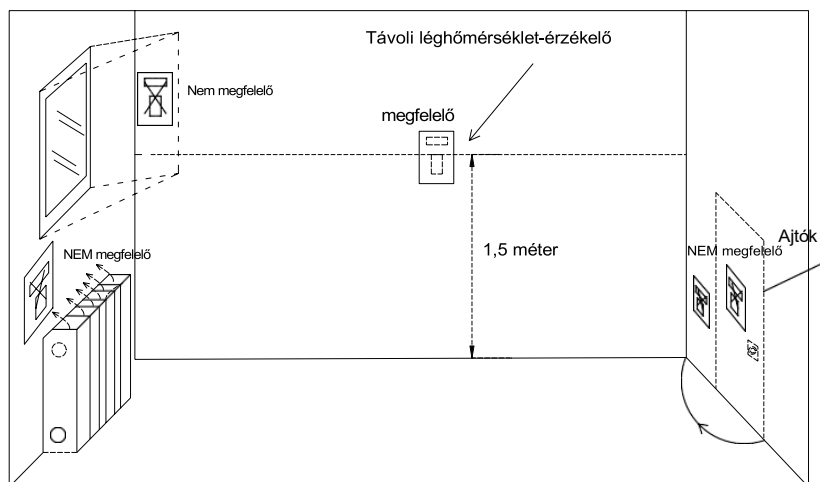 Távoli léghőmérséklet-érzékelő
Nem megfelelő
megfelelő
1,5 méter
NEM megfelelő
NEM megfelelő
Ajtók